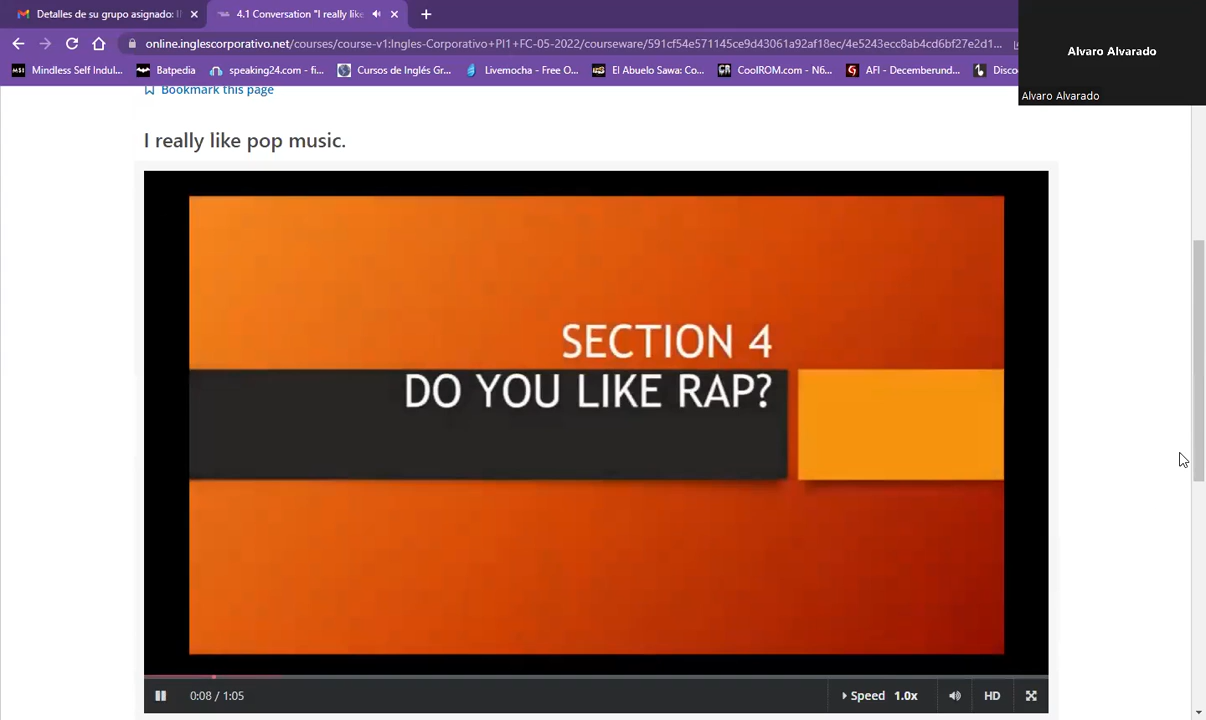 Detalles de su grupo asignado: I
4.1 Conversation "I really like
online.inglescorporativo.net/courses/course-v1:Ingles-Corporativo+PI1+FC-05-2022/courseware/591cf54e571145ce9d43061a92af18ec/4e5243ecc8ab4cd6bf27e2d1...
MSI Mindless Self Indul... Batpedia speaking24.com - fi... Cursos de Inglés Gr... Livemocha - Free O... El Abuelo Sawa: Co... CoolROM.com - N6... AFI - Decemberund... Disco
Alvaro Alvarado
Alvaro Alvarado
Bookmark this page
I really like pop music.
SECTION 4
DO YOU LIKE RAP?
0:08 / 1:05
Speed 1.0x
HD